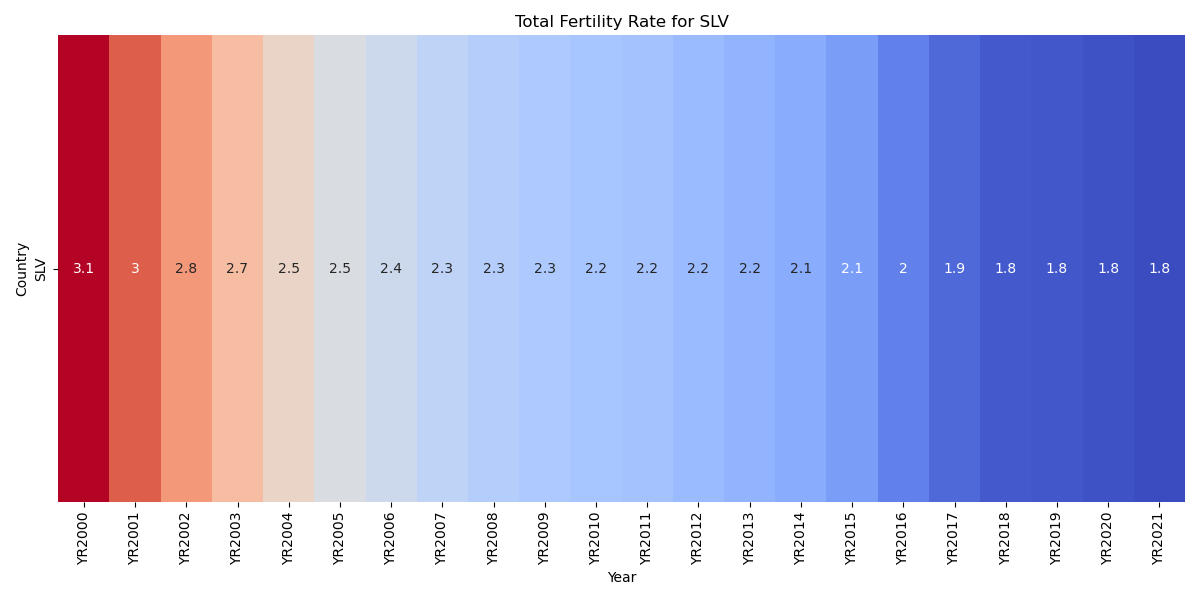 Total Fertility Rate for SLV
Country
SLV
3.1 3 2.8 2.7 2.5 2.5 2.4 2.3 2.3 2.3 2.2 2.2 2.2 2.2 2.1 2.1 2 1.9 1.8 1.8 1.8 1.8
YR2000 YR2001 YR2002 YR2003 YR2004 YR2005 YR2006 YR2007 YR2008 YR2009 YR2010 YR2011 YR2012 YR2013 YR2014 YR2015 YR2016 YR2017 YR2018 YR2019 YR2020 YR2021
Year